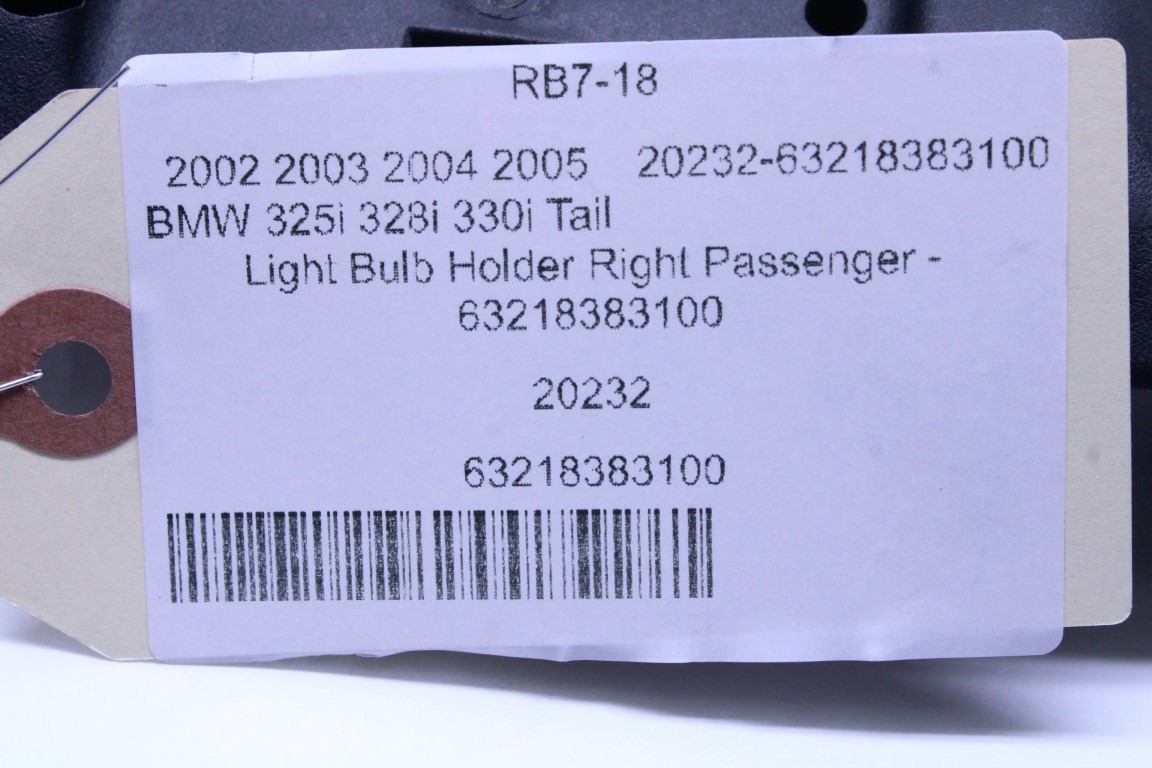 RB7-18
2002 2003 2004 2005 20232-63218383100
BMW 325i 328i 330i Tail
Light Bulb Holder Right Passenger -
63218383100
20232
63218383100